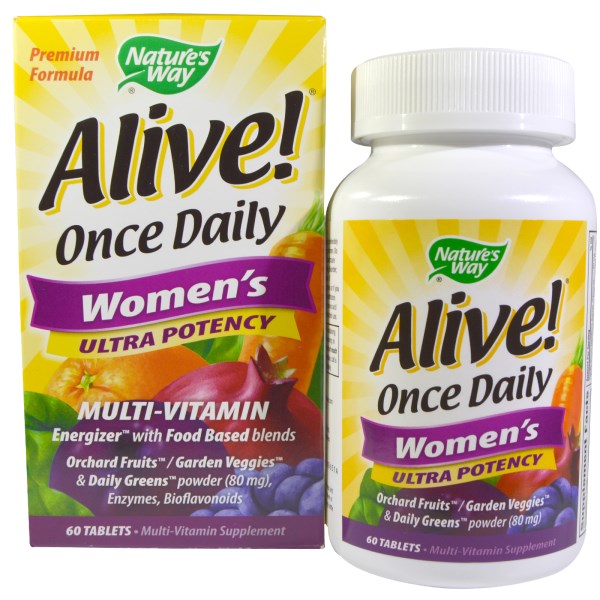 Premium
Formula
Nature's
Way®
Alive!®
Once Daily
Women's
ULTRA POTENCY
MULTI-VITAMIN
Energizer™ with Food Based blends
Orchard Fruits™/Garden Veggies™
& Daily Greens™ powder (80 mg),
Enzymes, Bioflavonoids
60 TABLETS • Multi-Vitamin Supplement
Nature's
Way®
Alive!®
Once Daily
Women's
ULTRA POTENCY
Orchard Fruits™/Garden Veggies™
& Daily Greens™ powder (80 mg)
60 TABLETS • Multi-Vitamin Supplement
Supplement Facts